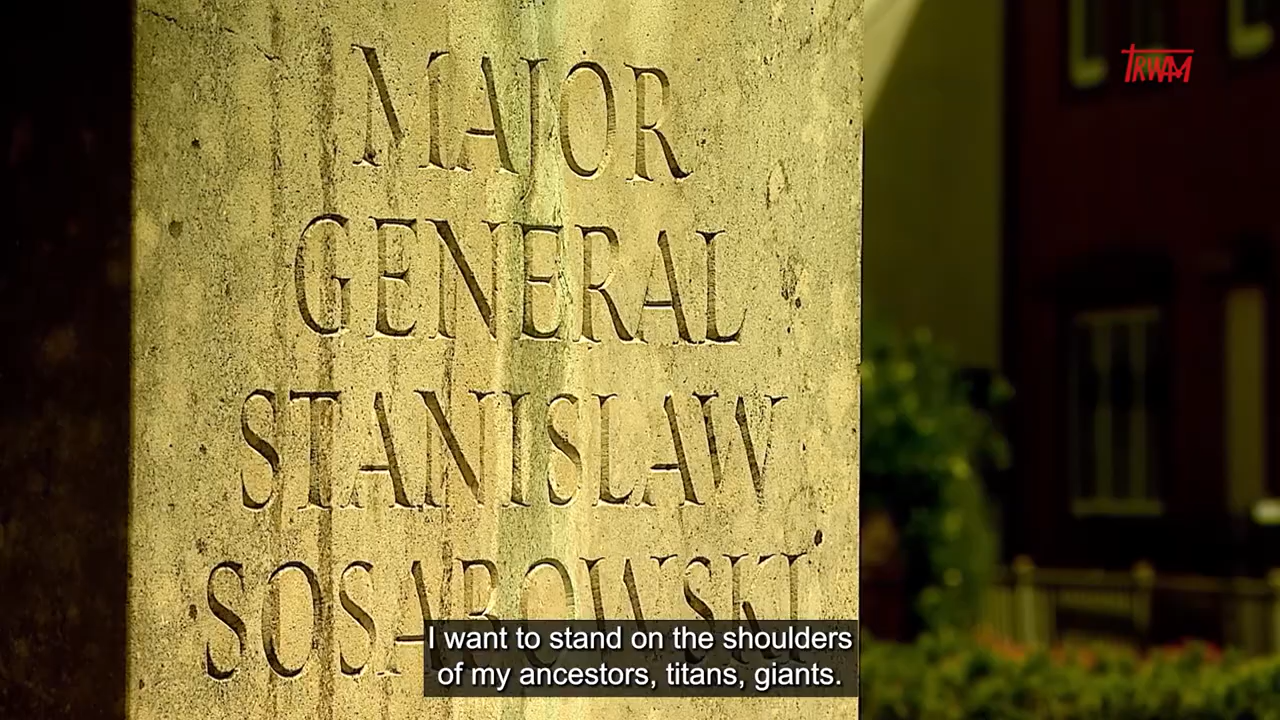 TRWAM
MAJOR
GENERAL
STANISLAW
SOSABOWSKI
I want to stand on the shoulders
of my ancestors, titans, giants.